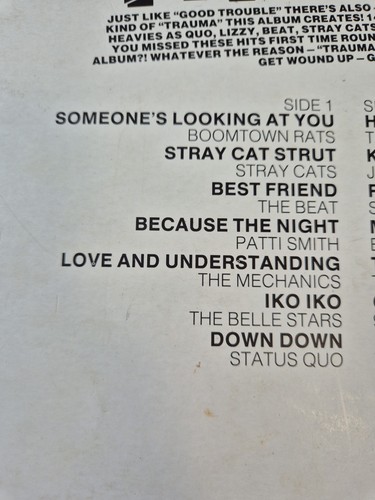 JUST LIKE "GOOD TROUBLE" THERE'S ALSO
KIND OF "TRAUMA" THIS ALBUM CREATES! 14
HEAVIES AS QUO, LIZZY, BEAT, STRAY CATS
YOU MISSED THESE HITS FIRST TIME ROUN
ALBUM?! WHATEVER THE REASON – "TRAUMA
GET WOUND UP – G
SIDE 1
SOMEONE'S LOOKING AT YOU
BOOMTOWN RATS
STRAY CAT STRUT
STRAY CATS
BEST FRIEND
THE BEAT
BECAUSE THE NIGHT
PATTI SMITH
LOVE AND UNDERSTANDING
THE MECHANICS
IKO IKO
THE BELLE STARS
DOWN DOWN
STATUS QUO